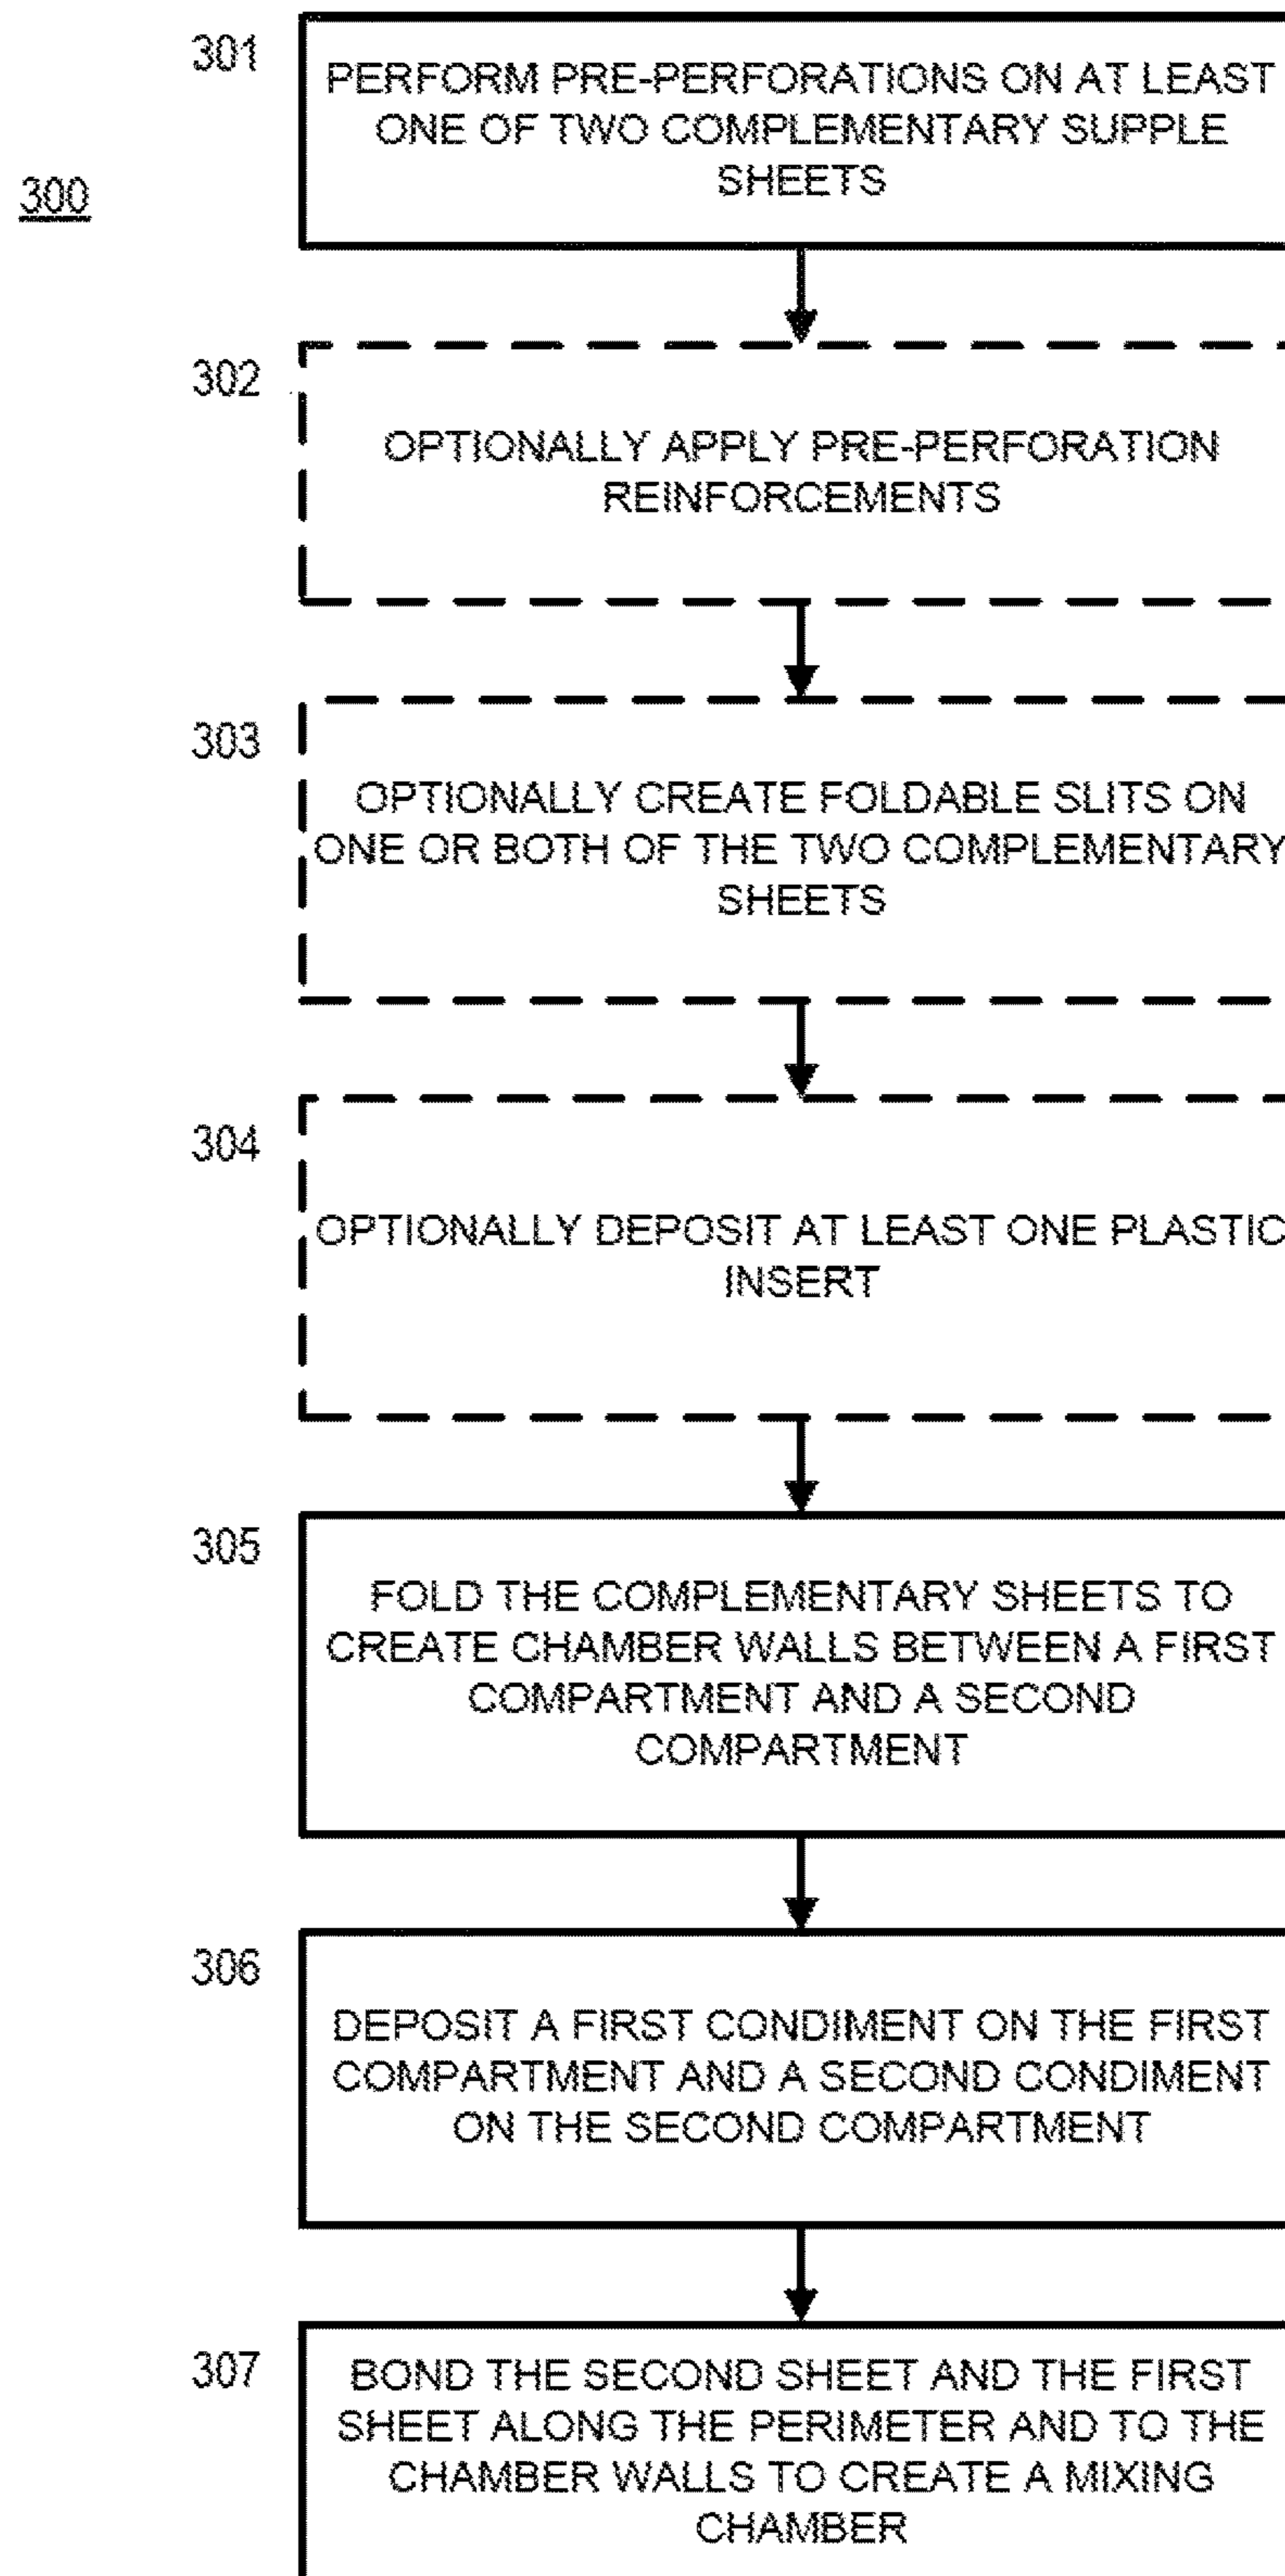 300
301
PERFORM PRE-PERFORATIONS ON AT LEAST
ONE OF TWO COMPLEMENTARY SUPPLE
SHEETS
302
OPTIONALLY APPLY PRE-PERFORATION
REINFORCEMENTS
303
OPTIONALLY CREATE FOLDABLE SLITS ON
ONE OR BOTH OF THE TWO COMPLEMENTARY
SHEETS
304
OPTIONALLY DEPOSIT AT LEAST ONE PLASTIC
INSERT
305
FOLD THE COMPLEMENTARY SHEETS TO
CREATE CHAMBER WALLS BETWEEN A FIRST
COMPARTMENT AND A SECOND
COMPARTMENT
306
DEPOSIT A FIRST CONDIMENT ON THE FIRST
COMPARTMENT AND A SECOND CONDIMENT
ON THE SECOND COMPARTMENT
307
BOND THE SECOND SHEET AND THE FIRST
SHEET ALONG THE PERIMETER AND TO THE
CHAMBER WALLS TO CREATE A MIXING
CHAMBER